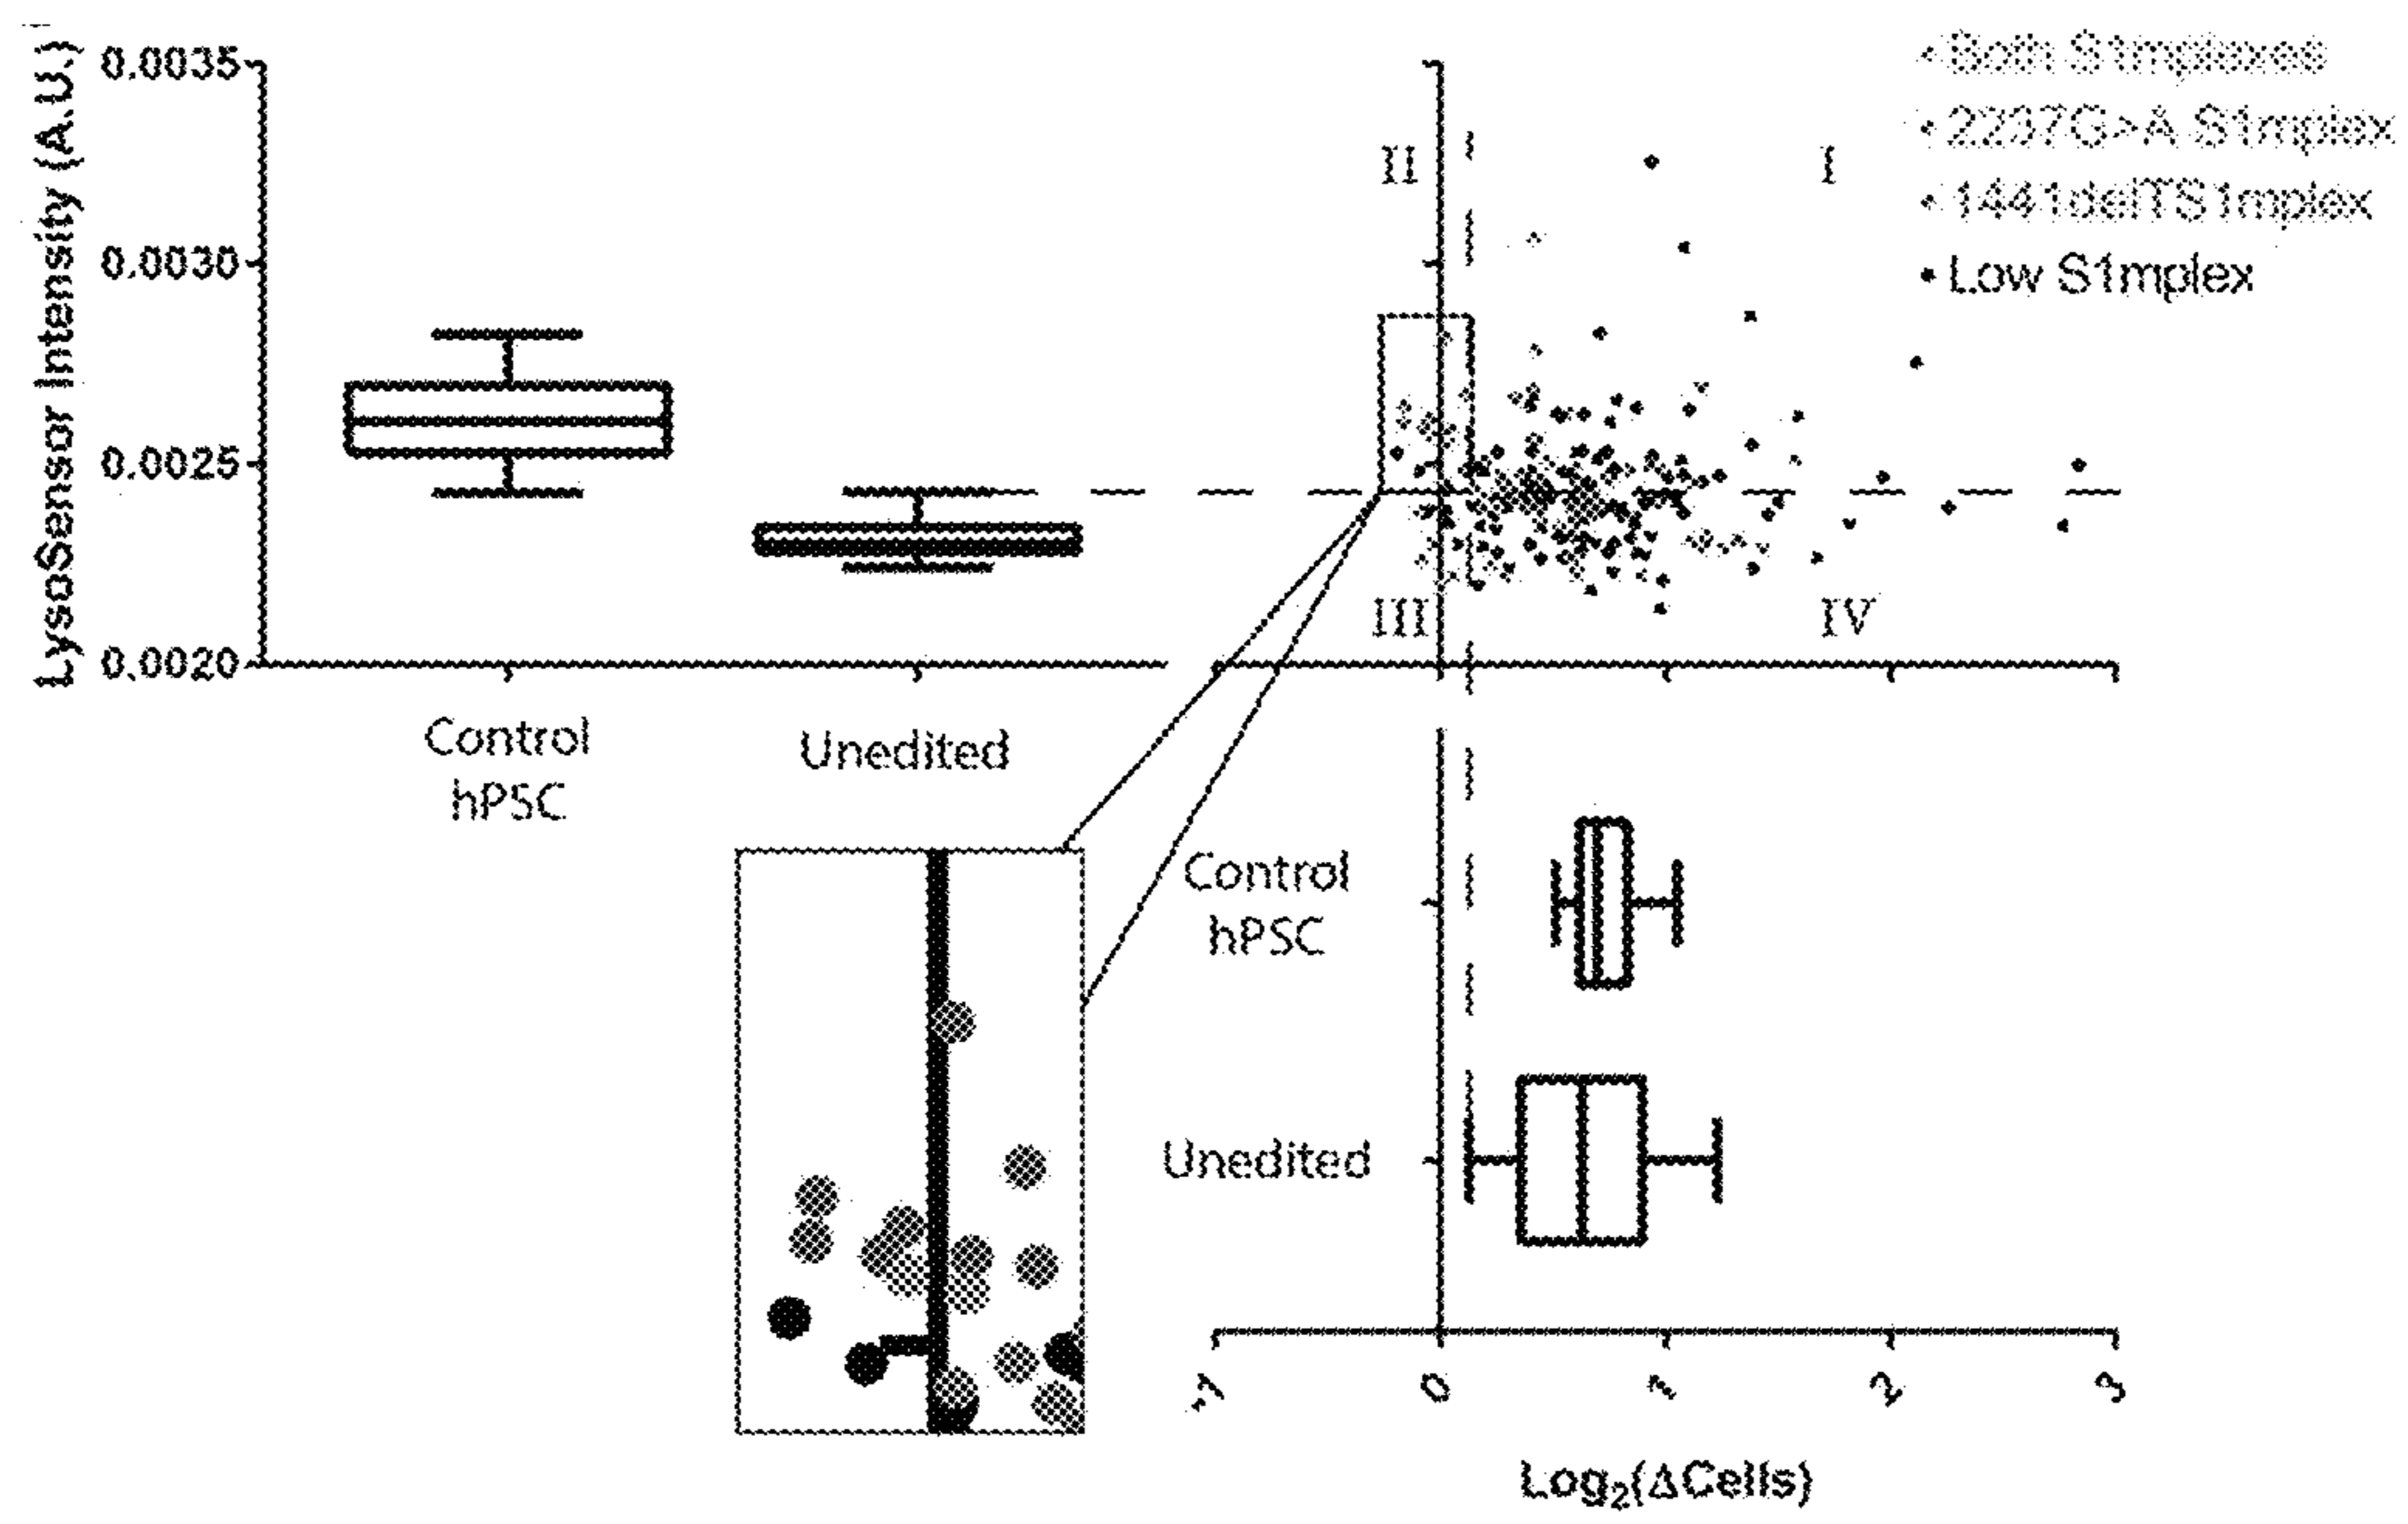 LysoSensor Intensity (A.U.)
0.0035
0.0030
0.0025
0.0020
Control
hPSC
Unedited
II
I
III
IV
Both S1mplexes
2237G>A S1mplex
1441delTS1mplex
Low S1mplex
Control
hPSC
Unedited
-1
0
1
2
3
Log₂(ΔCells)